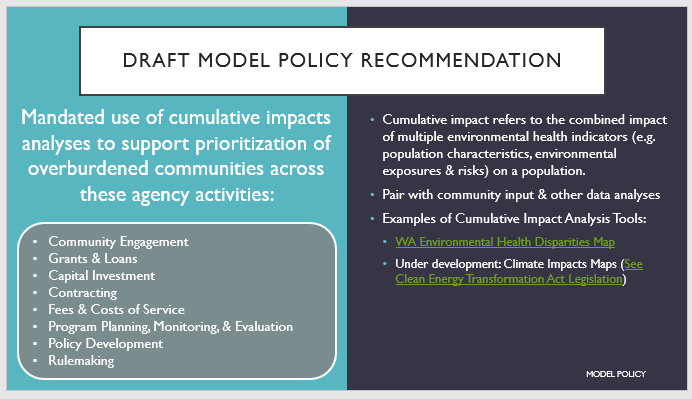 DRAFT MODEL POLICY RECOMMENDATION
Mandated use of cumulative impacts
analyses to support prioritization of
overburdened communities across
these agency activities:
• Community Engagement
• Grants & Loans
• Capital Investment
• Contracting
• Fees & Costs of Service
• Program Planning, Monitoring, & Evaluation
• Policy Development
• Rulemaking
• Cumulative impact refers to the combined impact
of multiple environmental health indicators (e.g.
population characteristics, environmental
exposures & risks) on a population.
• Pair with community input & other data analyses
• Examples of Cumulative Impact Analysis Tools:
• WA Environmental Health Disparities Map
• Under development: Climate Impacts Maps (See
Clean Energy Transformation Act Legislation)
MODEL POLICY